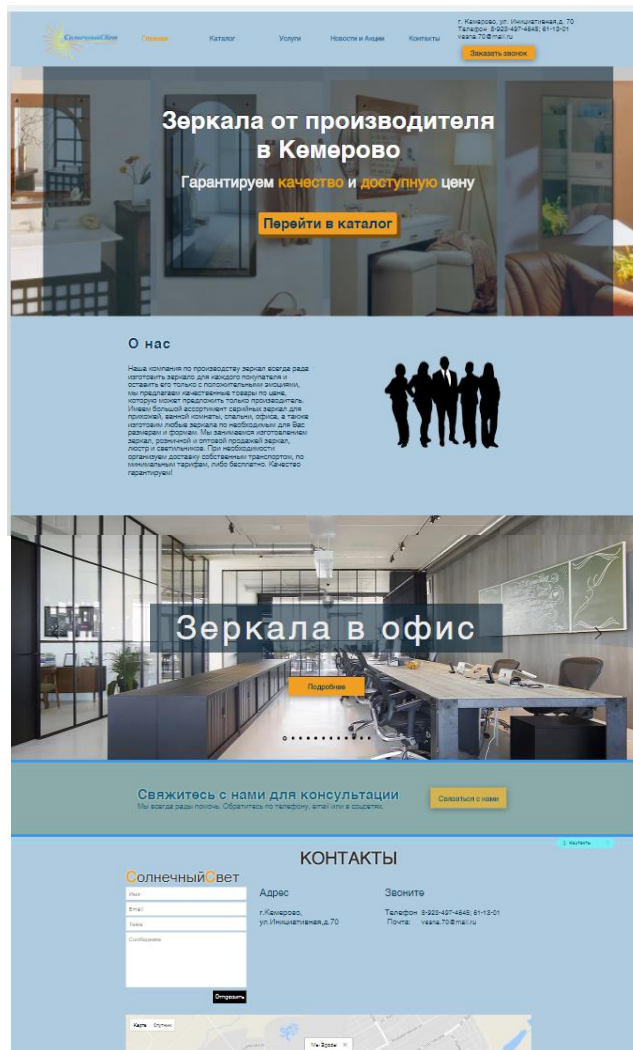 СолнечныйСвет
Главная
Каталог
Услуги
Новости и Акции
Контакты
г. Кемерово, ул. Инициативная,д. 70
Телефон 8-923-497-4645; 61-13-01
vesna.70@mail.ru
Заказать звонок
Зеркала от производителя
в Кемерово
Гарантируем качество и доступную цену
Перейти в каталог
О нас
Наша компания по производству зеркал всегда рада
изготовить зеркало для каждого покупателя и
оставить его только с положительными эмоциями,
мы предлагаем качественные товары по цене,
которую может предложить только производитель.
Имеем большой ассортимент серийных зеркал для
прихожей, ванной комнаты, спальни, офиса, а также
изготовим любые зеркала по необходимым для Вас
размерам и формам. Мы занимаемся изготовлением
зеркал, розничной и оптовой продажей зеркал,
люстр и светильников. При необходимости
организуем доставку собственным транспортом, по
минимальным тарифам, либо бесплатно. Качество
гарантируем!
Зеркала в офис
Подробнее
Свяжитесь с нами для консультации
Мы всегда рады помочь. Обратитесь по телефону, email или в соцсетях.
Связаться с нами
Контакты
КОНТАКТЫ
СолнечныйСвет
Имя
Email
Тема
Сообщение
Отправить
Адрес
г.Кемерово,
ул.Инициативная,д.70
Звоните
Телефон 8-923-497-4645; 61-13-01
Почта: vesna.70@mail.ru
Карта Спутник
Мы Здесь!